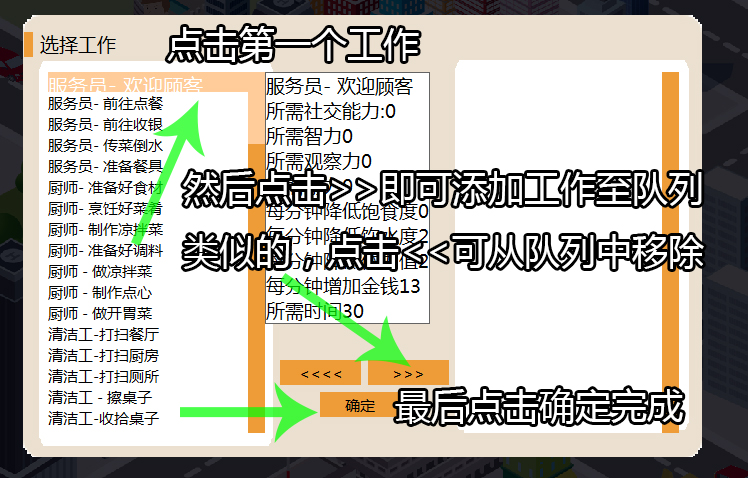 选择工作
点击第一个工作
服务员- 欢迎顾客
服务员- 前往点餐
服务员- 前往收银
服务员- 传菜倒水
服务员- 准备餐具
厨师- 准备好食材
厨师- 烹饪好菜肴
厨师- 制作凉拌菜
厨师- 准备好调料
厨师 - 做凉拌菜
厨师 - 制作点心
厨师 - 做开胃菜
清洁工-打扫餐厅
清洁工-打扫厨房
清洁工-打扫厕所
清洁工 - 擦桌子
清洁工-收拾桌子
服务员- 欢迎顾客
所需社交能力:0
所需智力0
所需观察力0
然后点击>>即可添加工作至队列
每分钟降低饱食度0
每分钟降低饮水度2
类似的，点击<<可从队列中移除
每分钟增加金钱13
所需时间30
<<<<
>>>
确定
最后点击确定完成